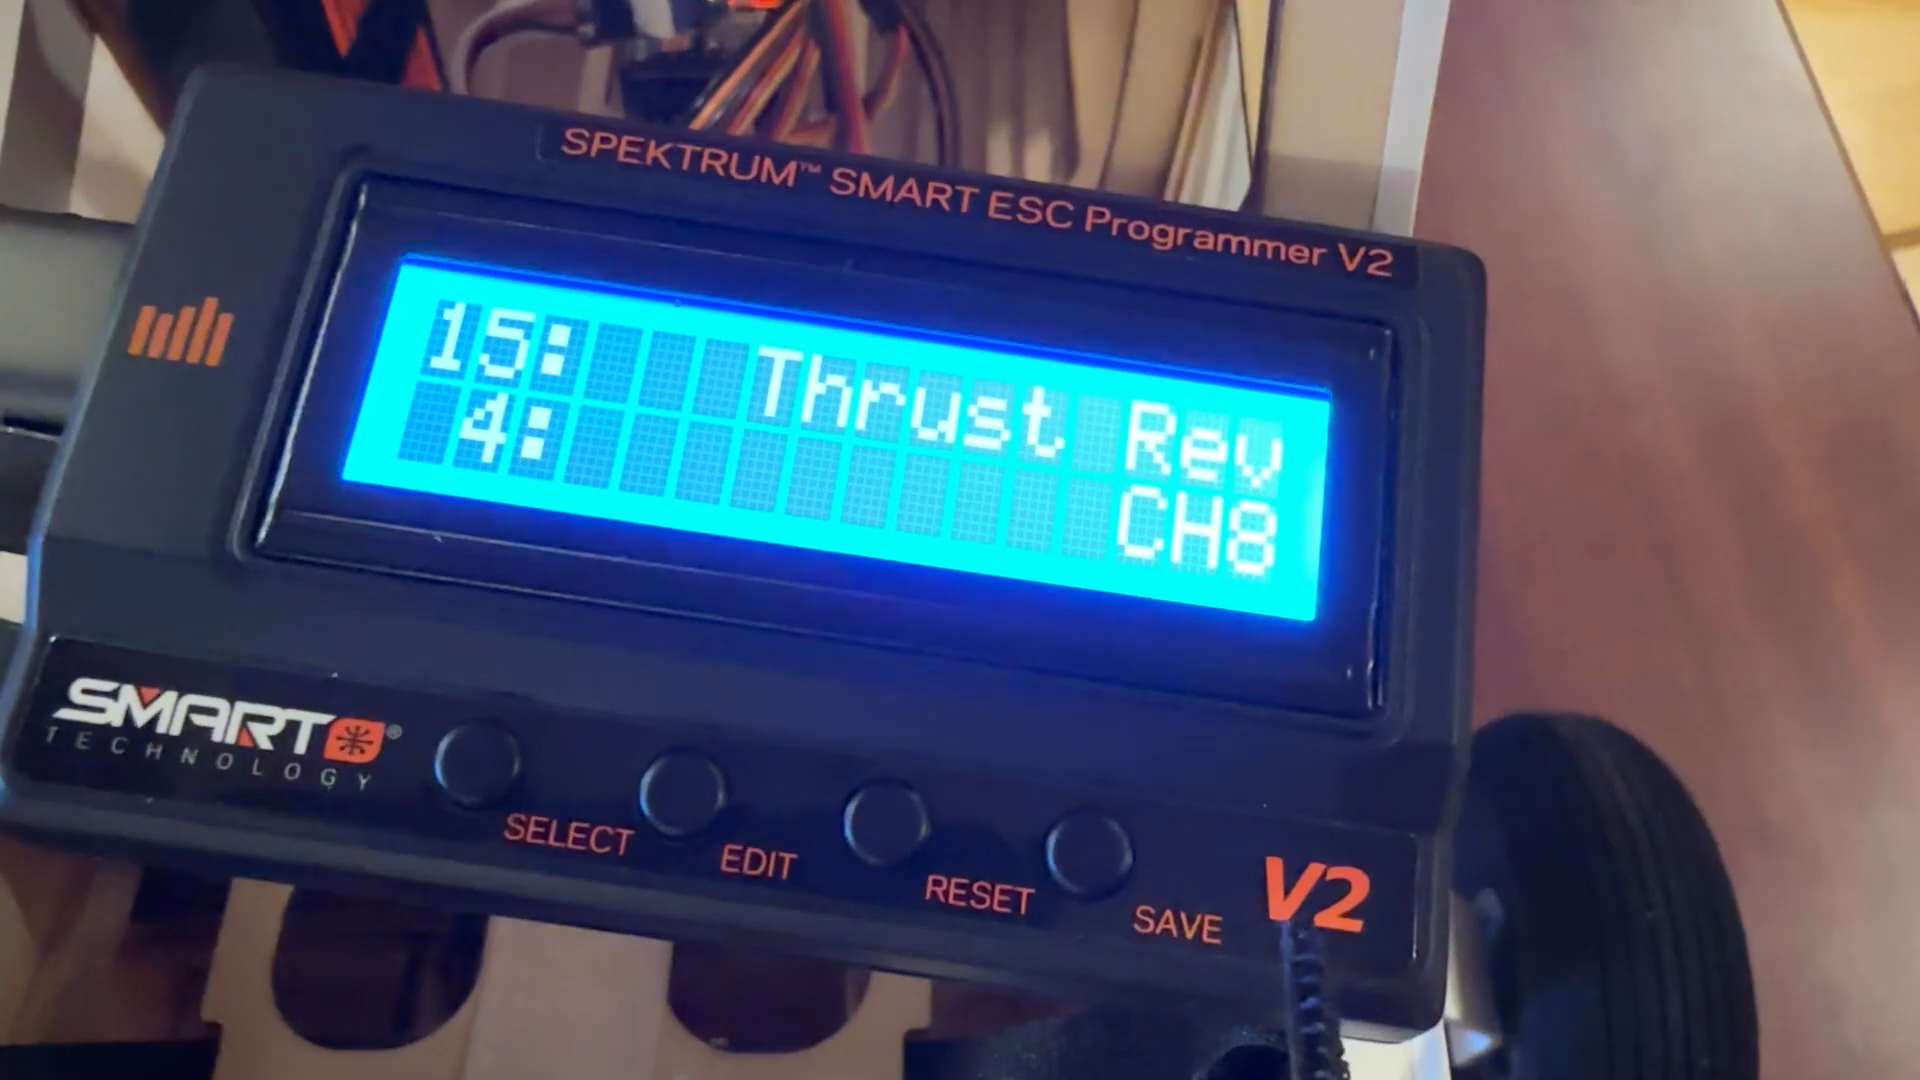 SPEKTRUM™ SMART ESC Programmer V2
15: Thrust Rev
4: CH8
SMART®
TECHNOLOGY
SELECT
EDIT
RESET
SAVE
V2